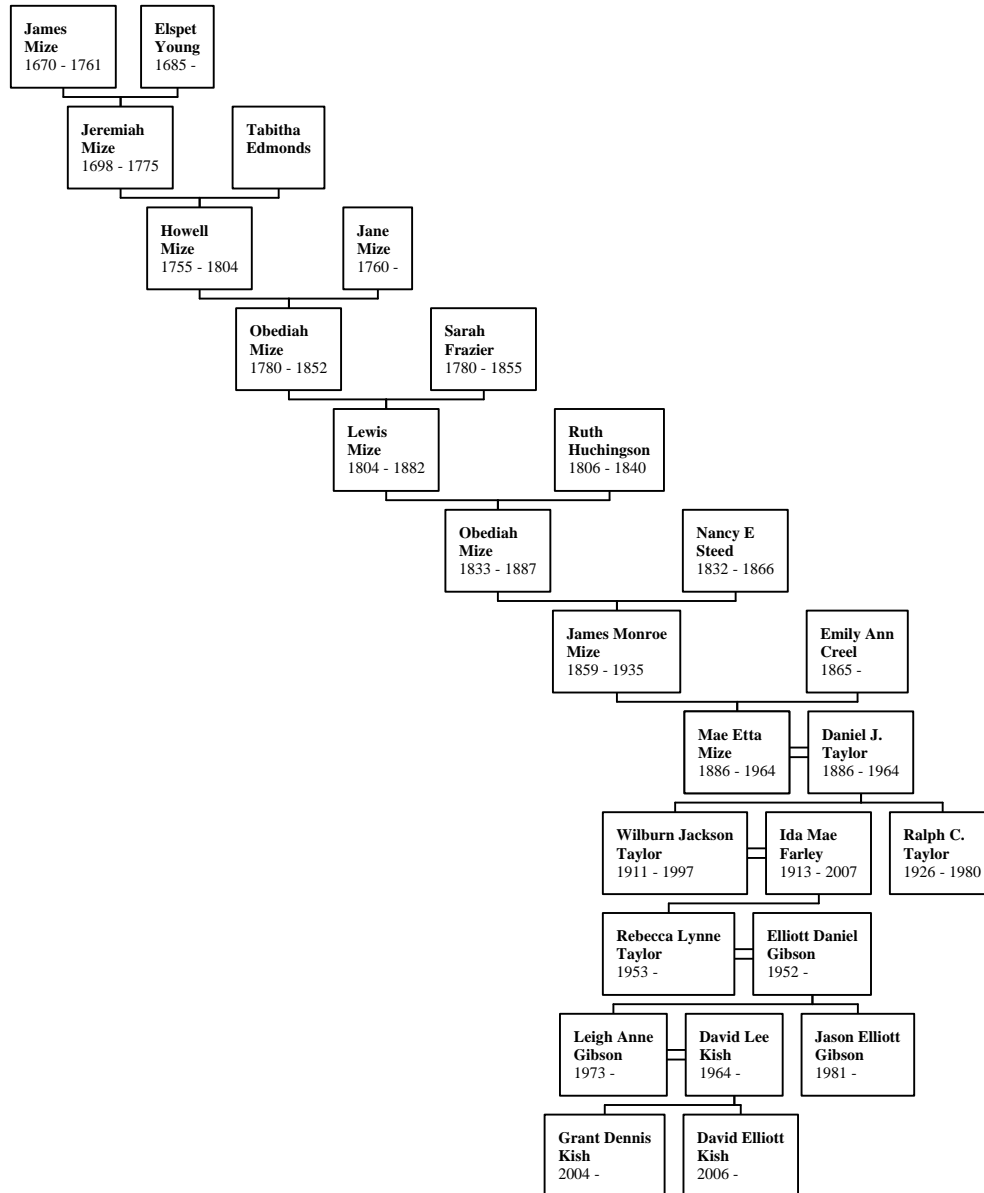 James
Mize
1670 - 1761
Elspet
Young
1685 -
Jeremiah
Mize
1698 - 1775
Tabitha
Edmonds
Howell
Mize
1755 - 1804
Jane
Mize
1760 -
Obediah
Mize
1780 - 1852
Sarah
Frazier
1780 - 1855
Lewis
Mize
1804 - 1882
Ruth
Huchingson
1806 - 1840
Obediah
Mize
1833 - 1887
Nancy E
Steed
1832 - 1866
James Monroe
Mize
1859 - 1935
Emily Ann
Creel
1865 -
Mae Etta
Mize
1886 - 1964
Daniel J.
Taylor
1886 - 1964
Wilburn Jackson
Taylor
1911 - 1997
Ida Mae
Farley
1913 - 2007
Ralph C.
Taylor
1926 - 1980
Rebecca Lynne
Taylor
1953 -
Elliott Daniel
Gibson
1952 -
Leigh Anne
Gibson
1973 -
David Lee
Kish
1964 -
Jason Elliott
Gibson
1981 -
Grant Dennis
Kish
2004 -
David Elliott
Kish
2006 -